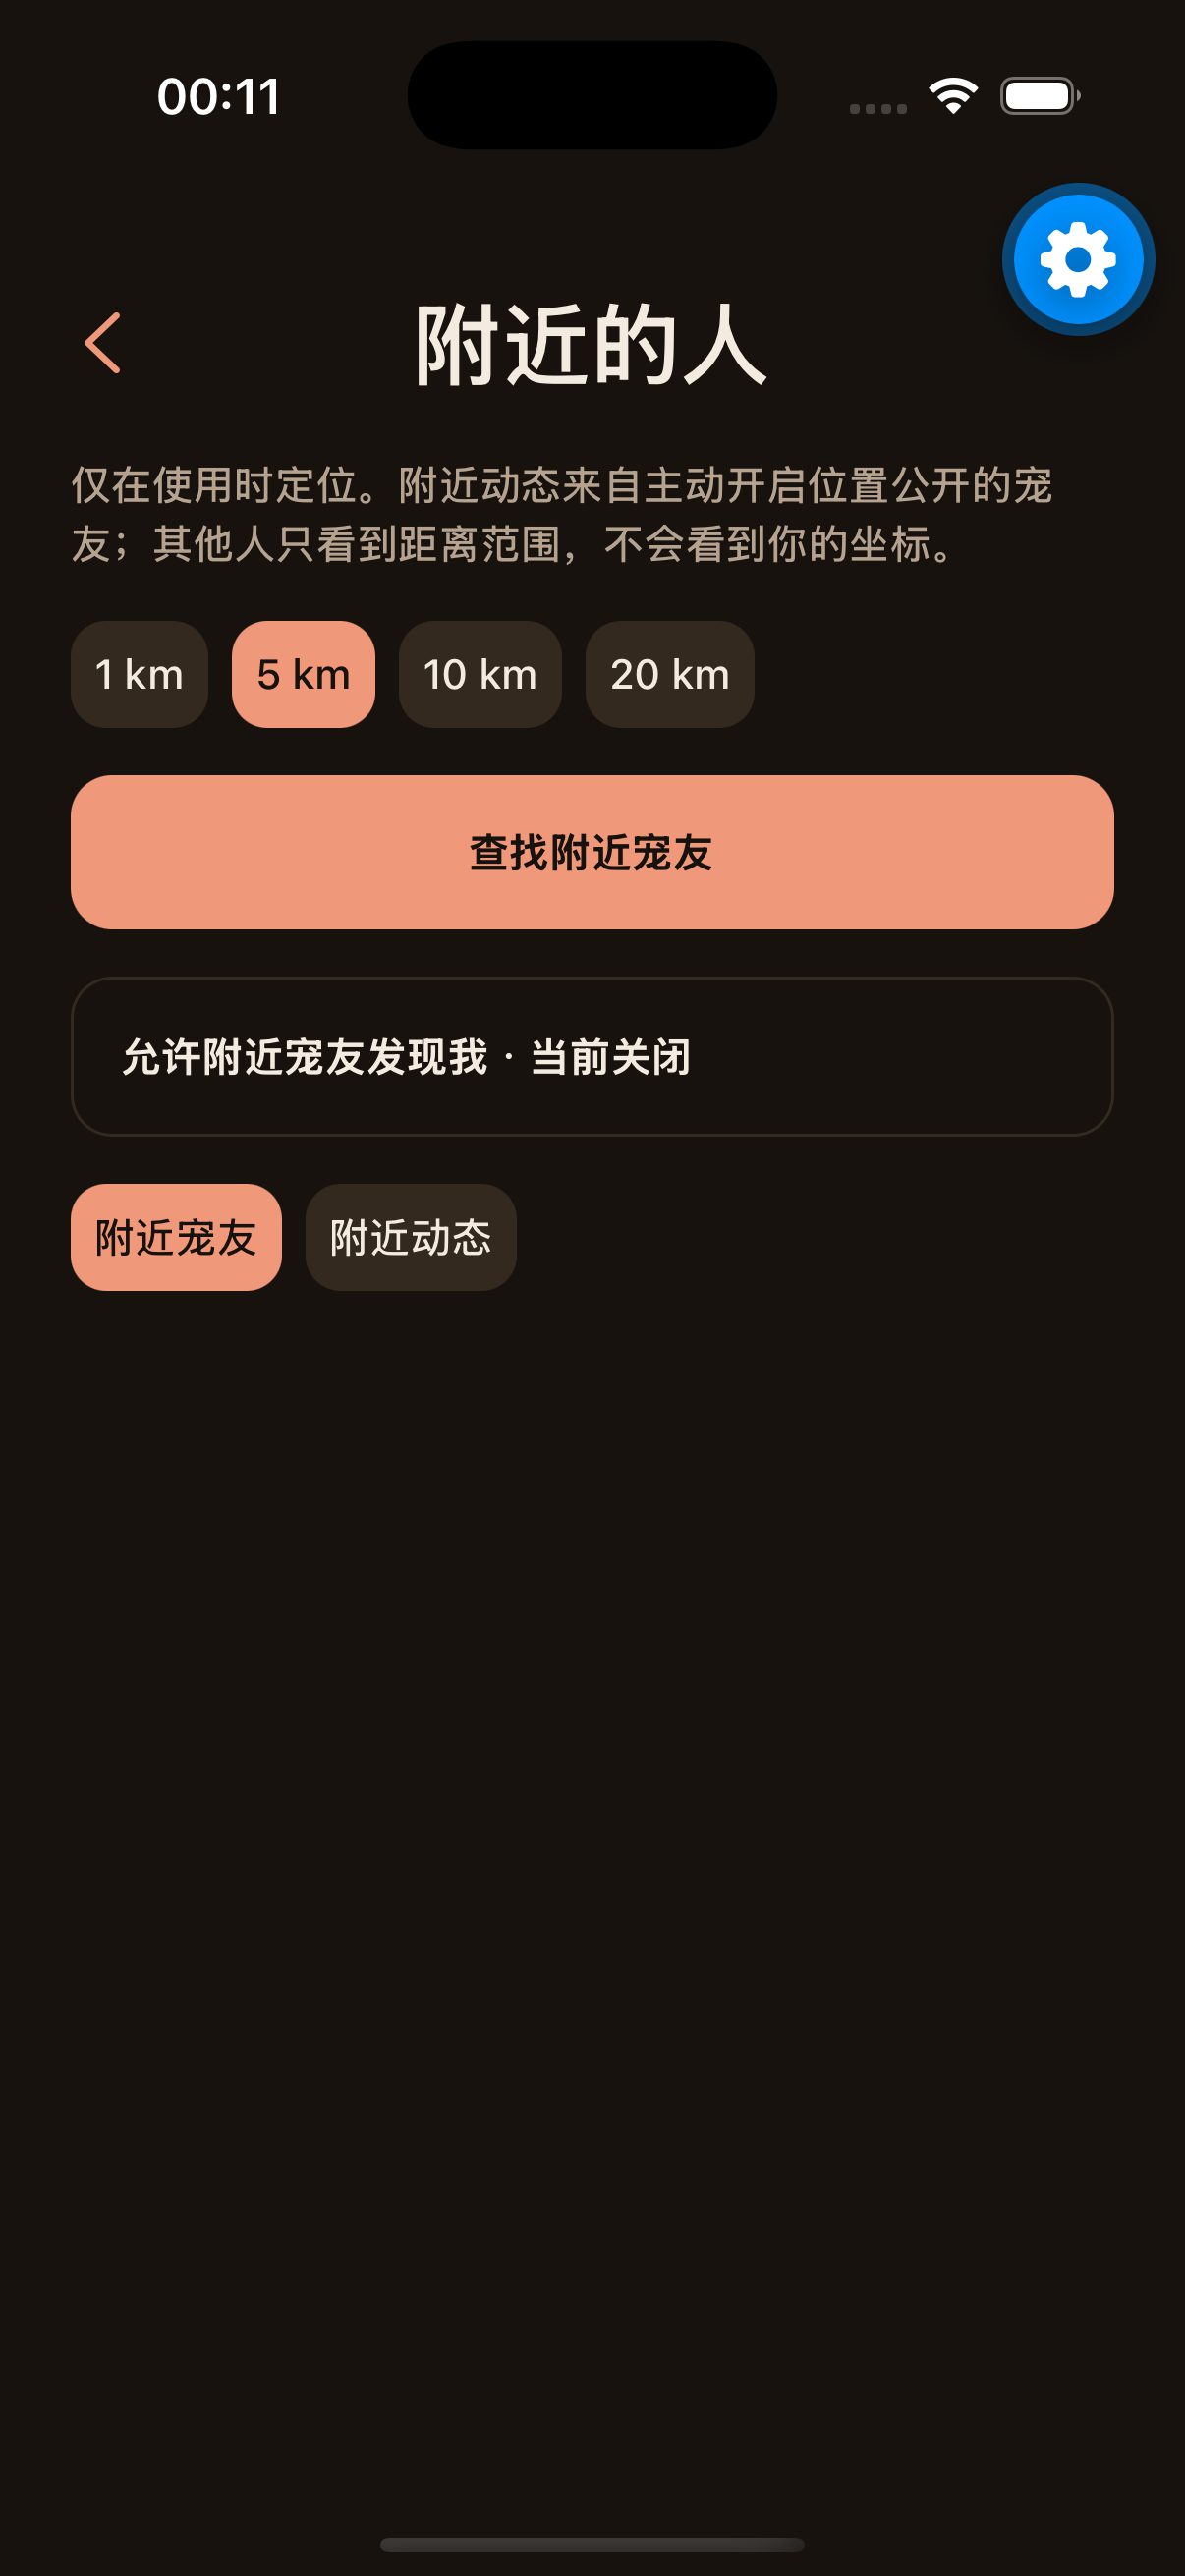 00:11
附近的人
仅在使用时定位。附近动态来自主动开启位置公开的宠
友；其他人只看到距离范围，不会看到你的坐标。
1 km
5 km
10 km
20 km
查找附近宠友
允许附近宠友发现我 · 当前关闭
附近宠友
附近动态